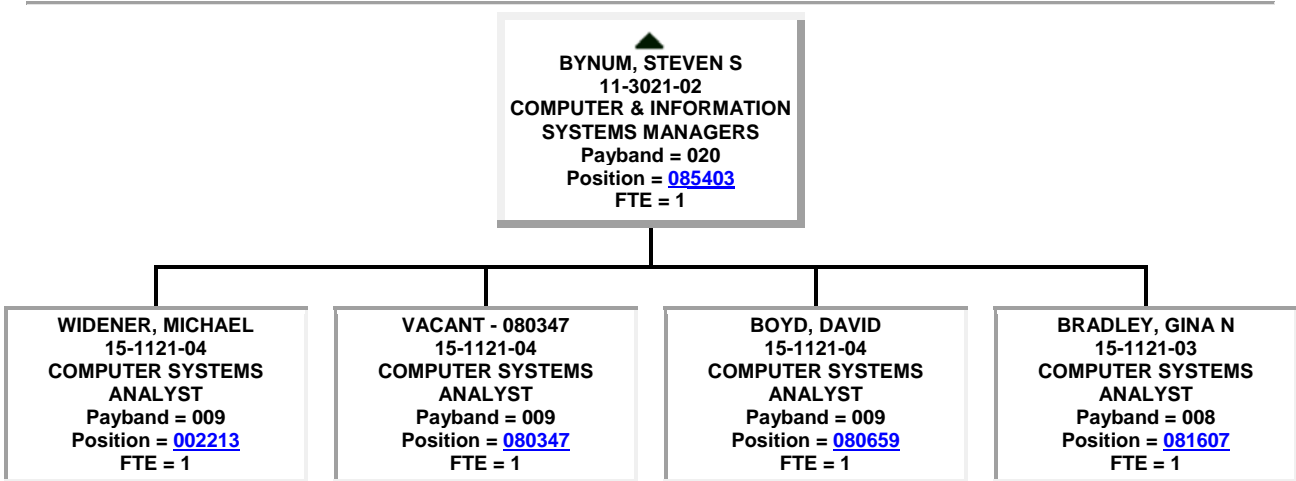 BYNUM, STEVEN S
11-3021-02
COMPUTER & INFORMATION
SYSTEMS MANAGERS
Payband = 020
Position = 085403
FTE = 1
WIDENER, MICHAEL
15-1121-04
COMPUTER SYSTEMS
ANALYST
Payband = 009
Position = 002213
FTE = 1
VACANT - 080347
15-1121-04
COMPUTER SYSTEMS
ANALYST
Payband = 009
Position = 080347
FTE = 1
BOYD, DAVID
15-1121-04
COMPUTER SYSTEMS
ANALYST
Payband = 009
Position = 080659
FTE = 1
BRADLEY, GINA N
15-1121-03
COMPUTER SYSTEMS
ANALYST
Payband = 008
Position = 081607
FTE = 1